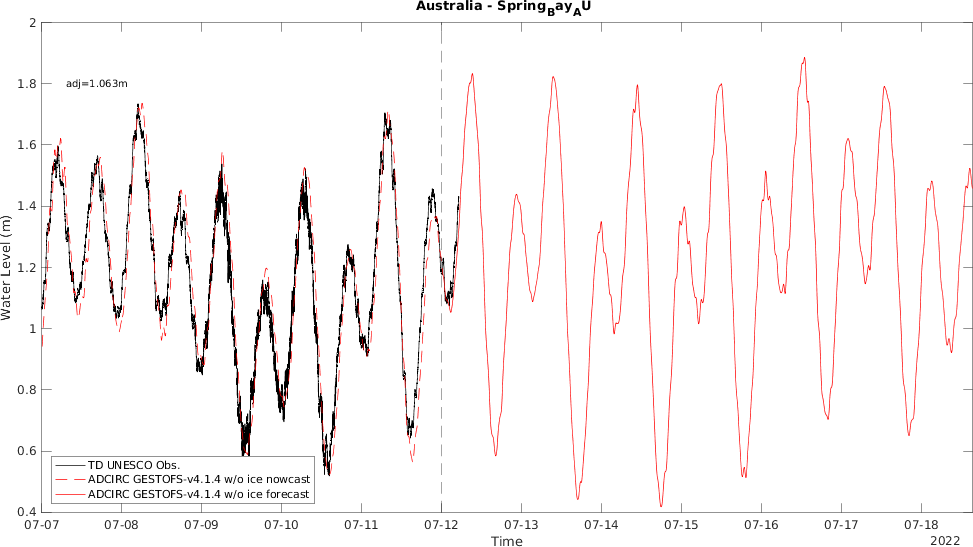 Australia - Spring_Bay_AU
2
1.8
1.6
1.4
1.2
1
0.8
0.6
0.4
Water Level (m)
adj=1.063m
TD UNESCO Obs.
ADCIRC GESTOFS-v4.1.4 w/o ice nowcast
ADCIRC GESTOFS-v4.1.4 w/o ice forecast
07-07 07-08 07-09 07-10 07-11 07-12 07-13 07-14 07-15 07-16 07-17 07-18
Time
2022